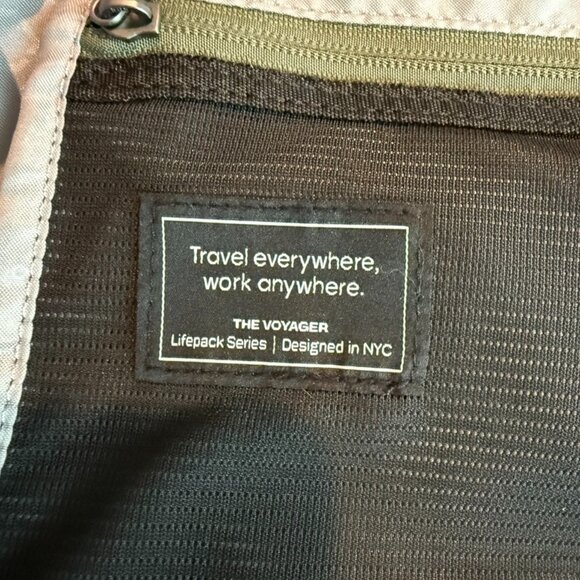 Travel everywhere,
work anywhere.
THE VOYAGER
Lifepack Series | Designed in NYC